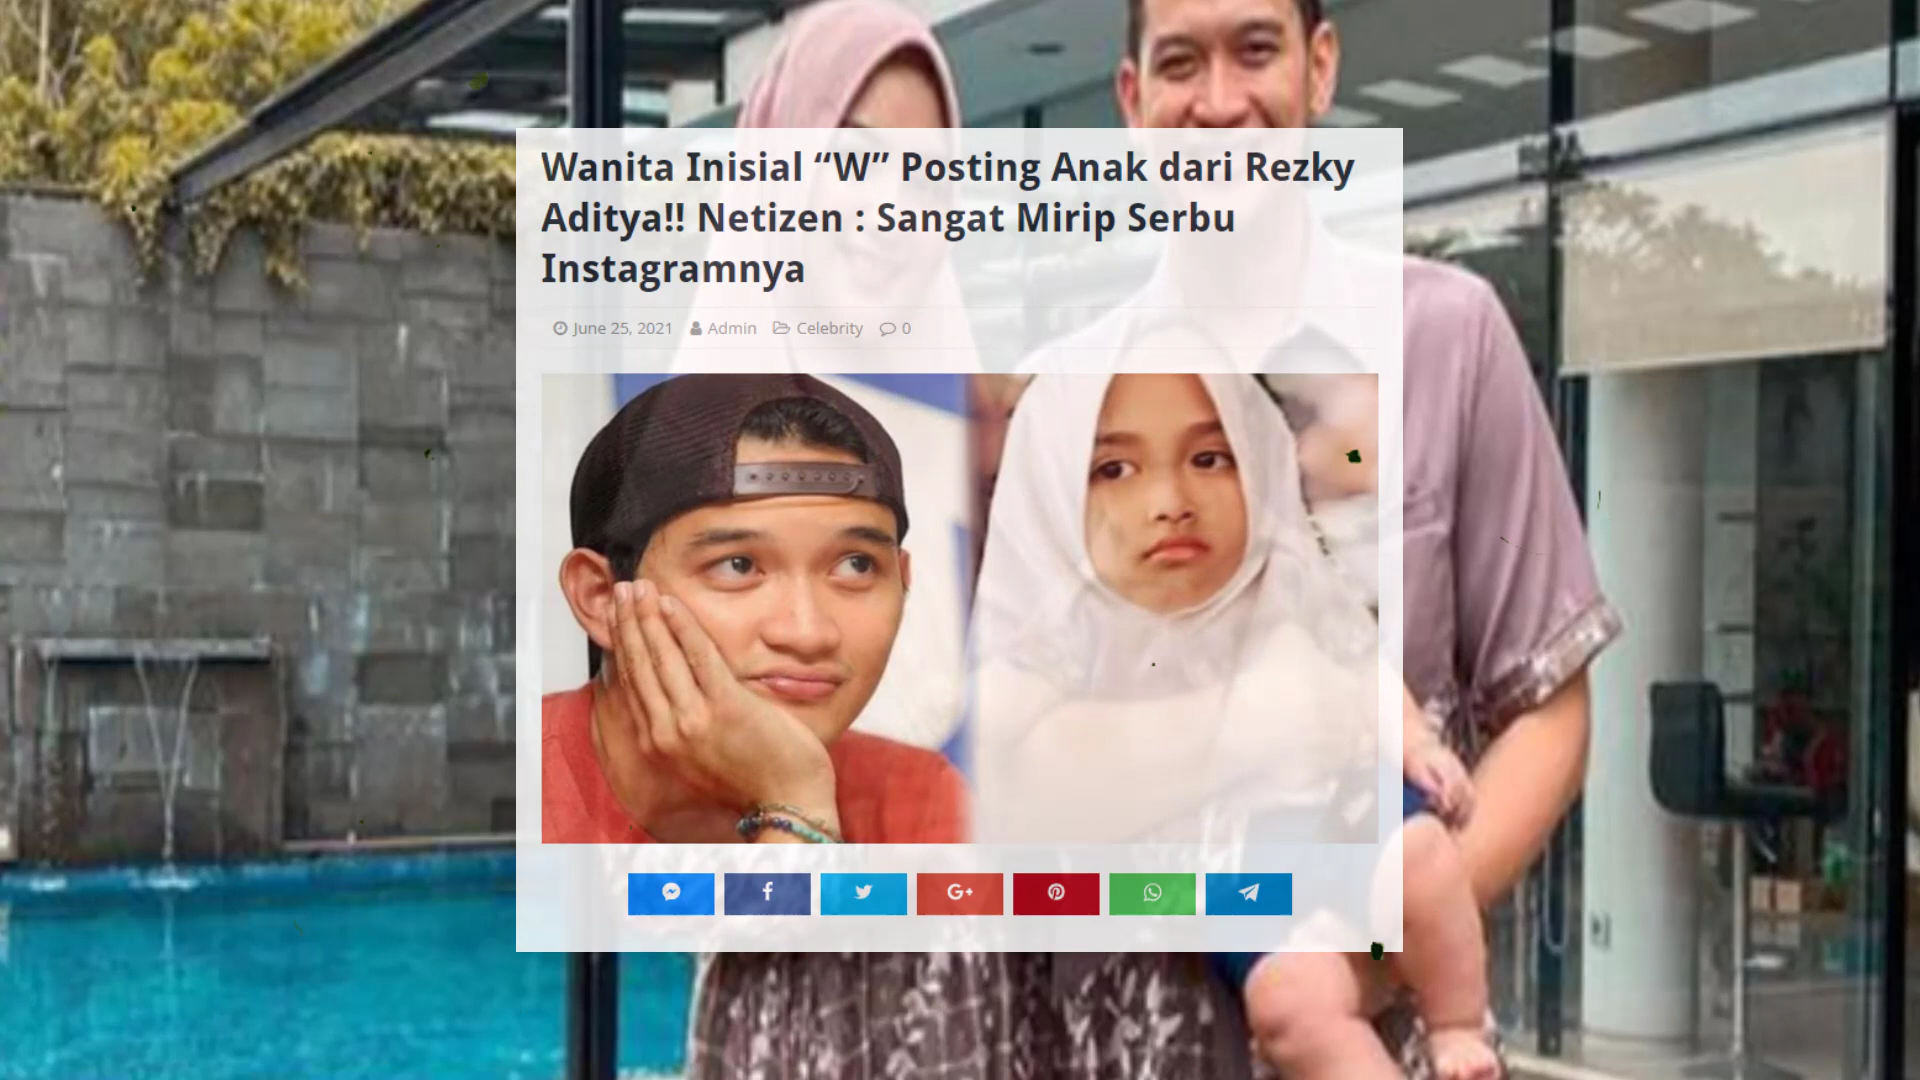 Wanita Inisial “W” Posting Anak dari Rezky
Aditya!! Netizen : Sangat Mirip Serbu
Instagramnya
June 25, 2021 Admin Celebrity 0
f G+